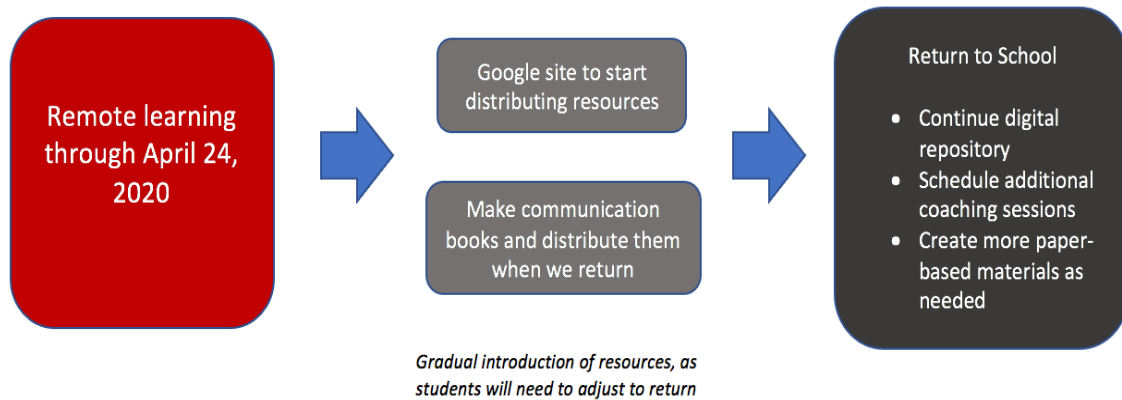 Remote learning
through April 24,
2020
Google site to start
distributing resources
Make communication
books and distribute them
when we return
Gradual introduction of resources, as
students will need to adjust to return
Return to School
• Continue digital
repository
• Schedule additional
coaching sessions
• Create more paper-
based materials as
needed